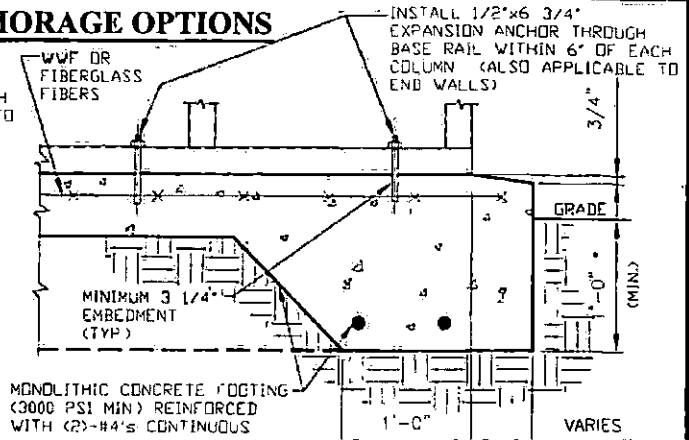 HORAGE OPTIONS
WWF OR
FIBERGLASS
FIBERS
INSTALL 1/2"x6 3/4"
EXPANSION ANCHOR THROUGH
BASE RAIL WITHIN 6" OF EACH
COLUMN (ALSO APPLICABLE TO
END WALLS)
3/4"
GRADE
-0"
(MIN.)
MINIMUM 3 1/4"
EMBEDMENT
(TYP)
MONOLITHIC CONCRETE FOOTING
(3000 PSI MIN) REINFORCED
WITH (2)-#4's CONTINUOUS
1'-0"
VARIES